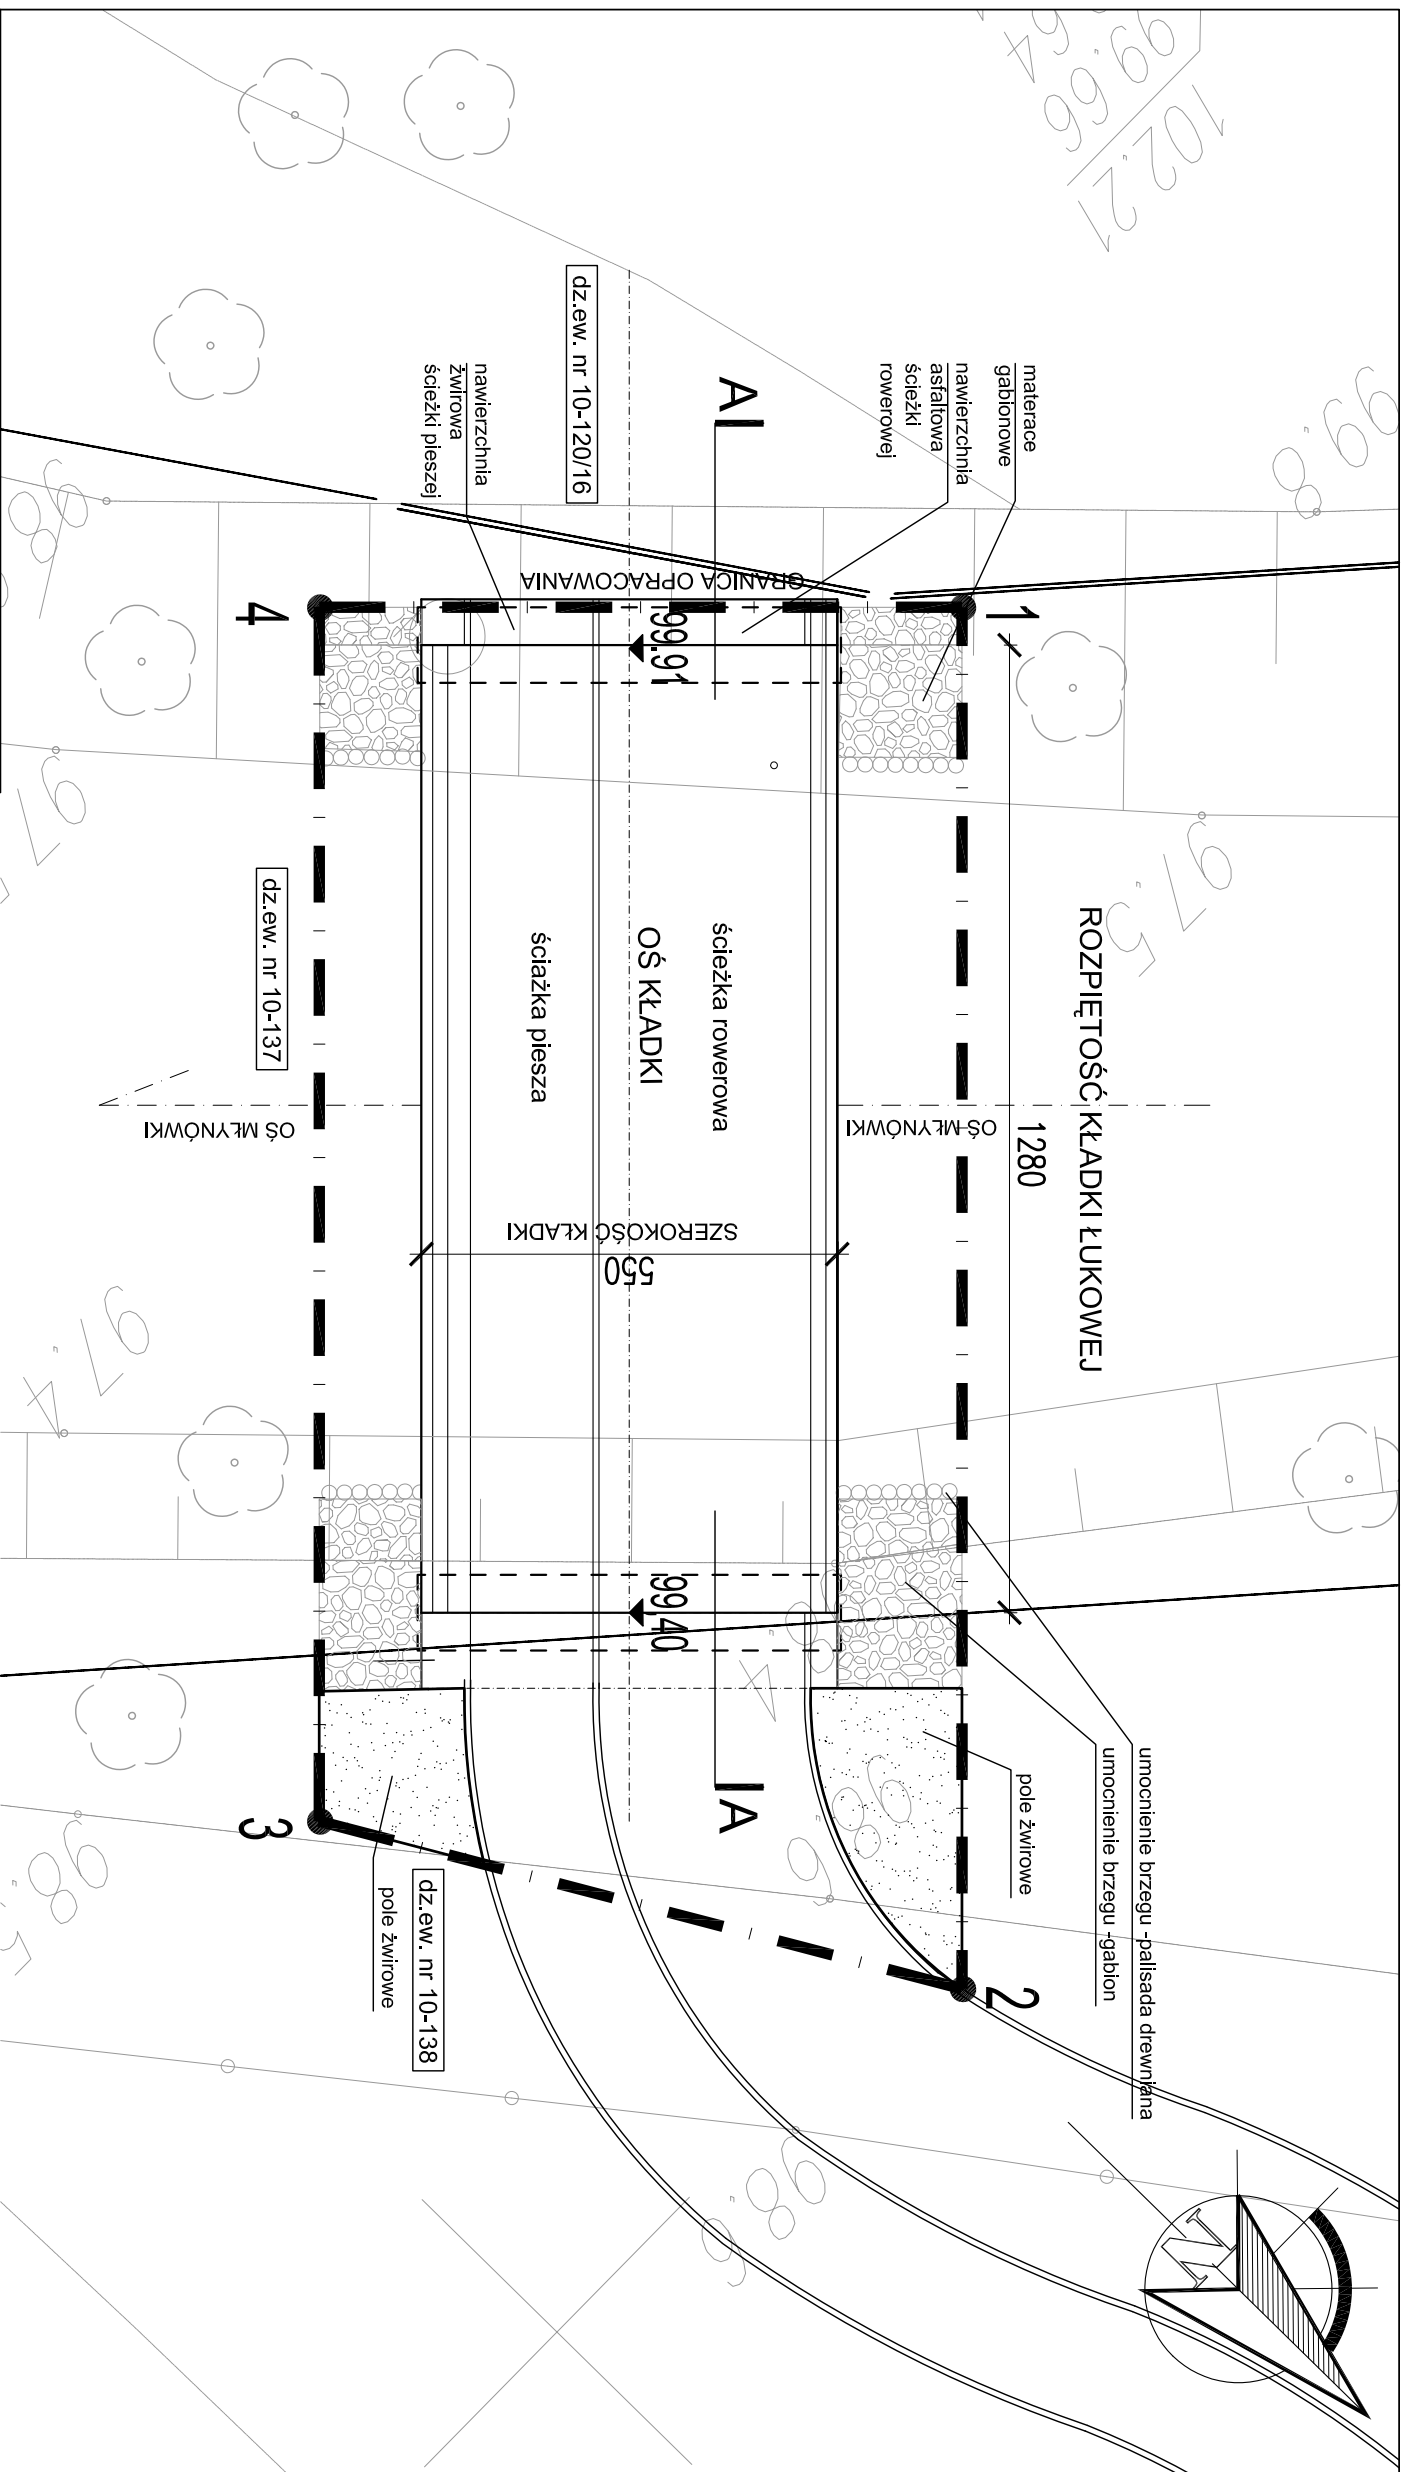 102.21
99.66
99.8
materace
gabionowe
nawierzchnia
asfaltowa
ścieżki
rowerowej
A
dz.ew. nr 10-120/16
nawierzchnia
żwirowa
ścieżki pieszej
GRANICA OPRACOWANIA
1
4
99.91
97.5
ROZPIĘTOŚĆ KŁADKI ŁUKOWEJ
1280
ścieżka rowerowa
OŚ KŁADKI
ściażka piesza
dz.ew. nr 10-137
OŚ MŁYNÓWKI
OŚ MŁYNÓWKI
SZEROKOŚĆ KŁADKI
550
97.4
99.40
A
umocnienie brzegu -palisada drewniana
umocnienie brzegu -gabion
pole żwirowe
pole żwirowe
dz.ew. nr 10-138
2
3
N